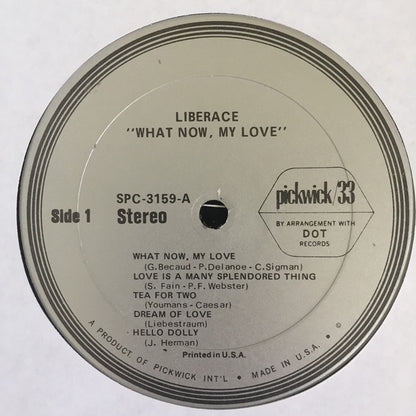 LIBERACE
"WHAT NOW, MY LOVE"
SPC-3159-A
Side 1 Stereo
pickwick/33
BY ARRANGEMENT WITH
DOT
RECORDS
WHAT NOW, MY LOVE
(G. Becaud - P. Delanoe - C. Sigman)
LOVE IS A MANY SPLENDORED THING
(S. Fain - P.F. Webster)
TEA FOR TWO
(Youmans - Caesar)
DREAM OF LOVE
(Liebestraum)
HELLO DOLLY
(J. Herman)
Printed in U.S.A.
A PRODUCT OF PICKWICK INT'L • MADE IN U.S.A. • ©